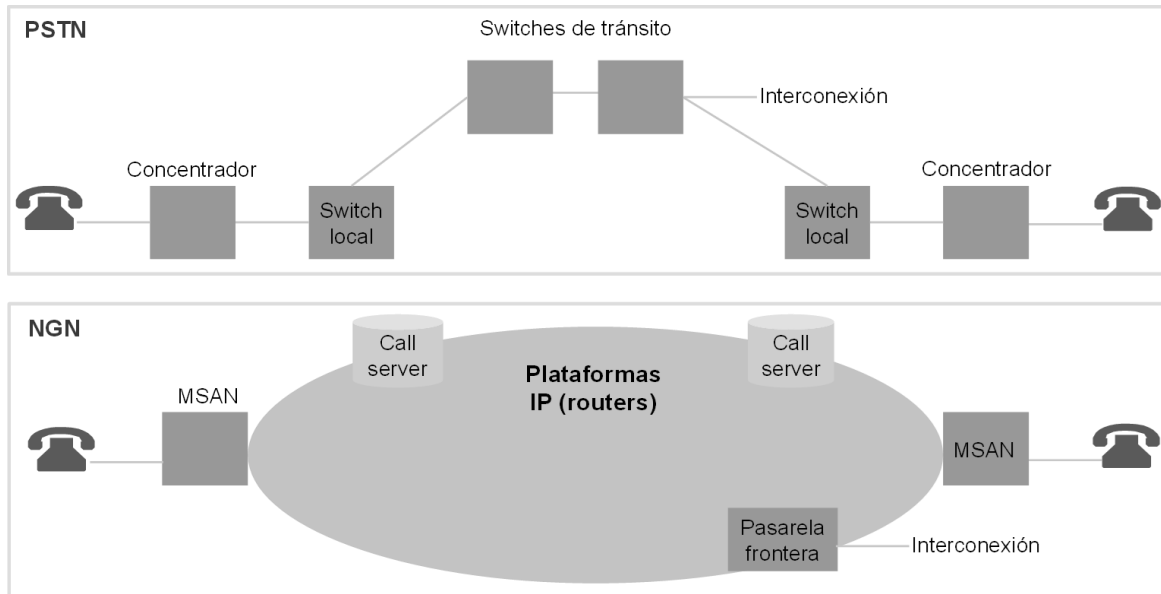 PSTN
Switches de tránsito
Interconexión
Concentrador
Switch
local
Switch
local
Concentrador
NGN
Call
server
Call
server
Plataformas
IP (routers)
MSAN
MSAN
Pasarela
frontera
Interconexión